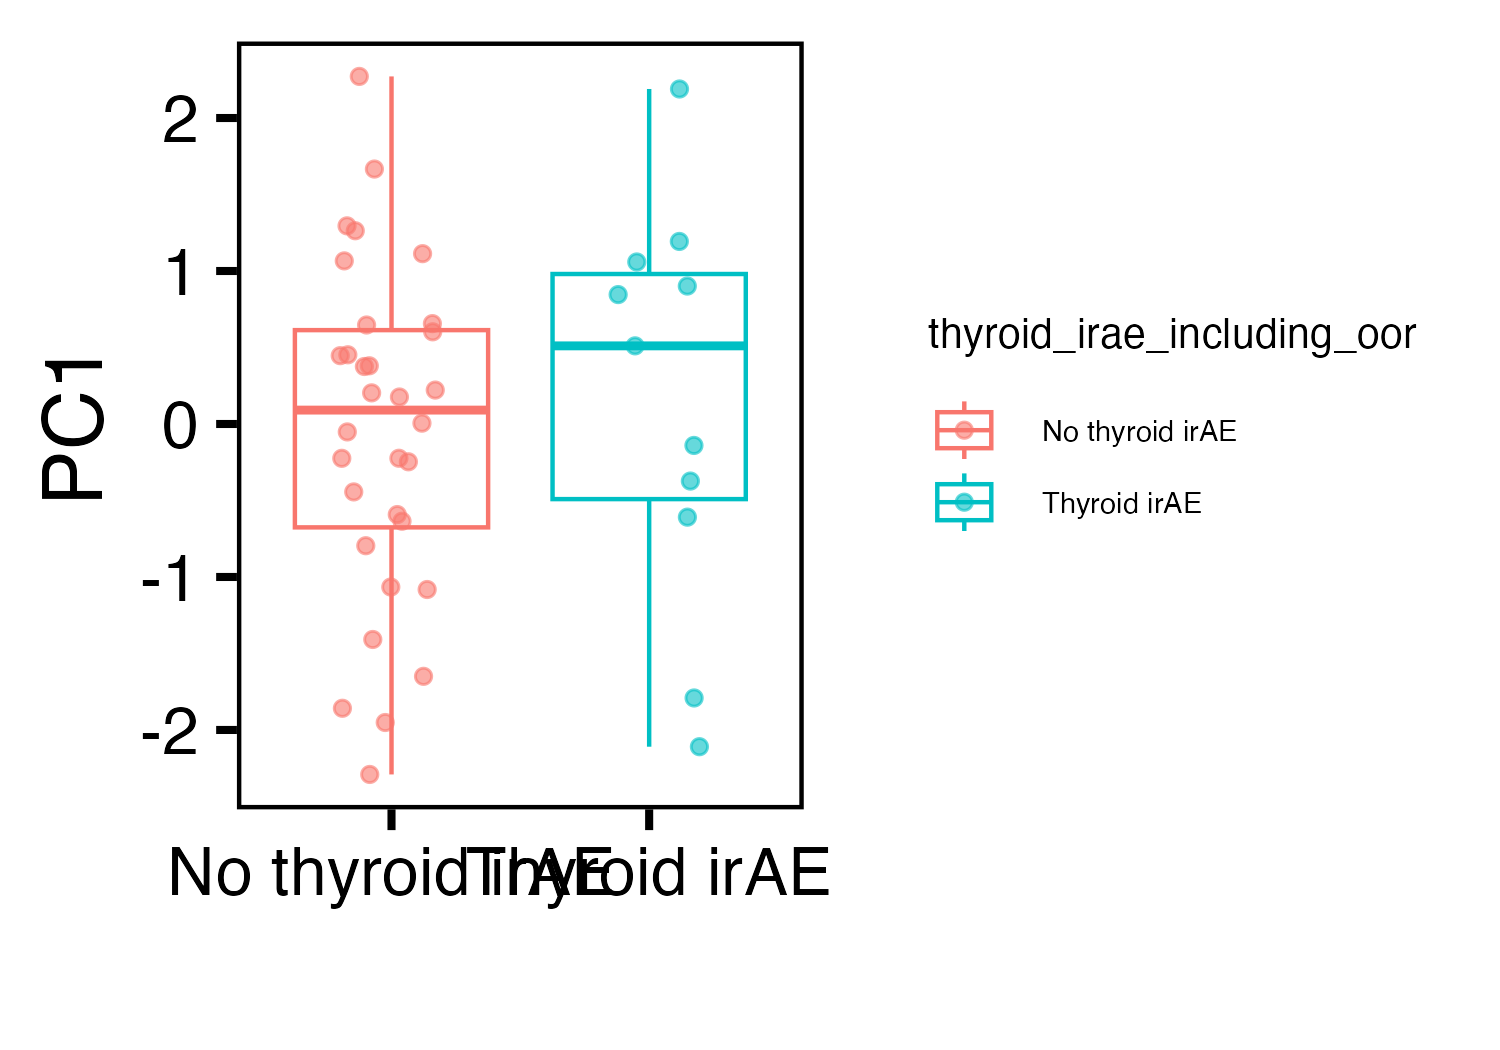 PC1
2
1
0
-1
-2
No thyroid irAE
Thyroid irAE
thyroid_irae_including_oor
No thyroid irAE
Thyroid irAE